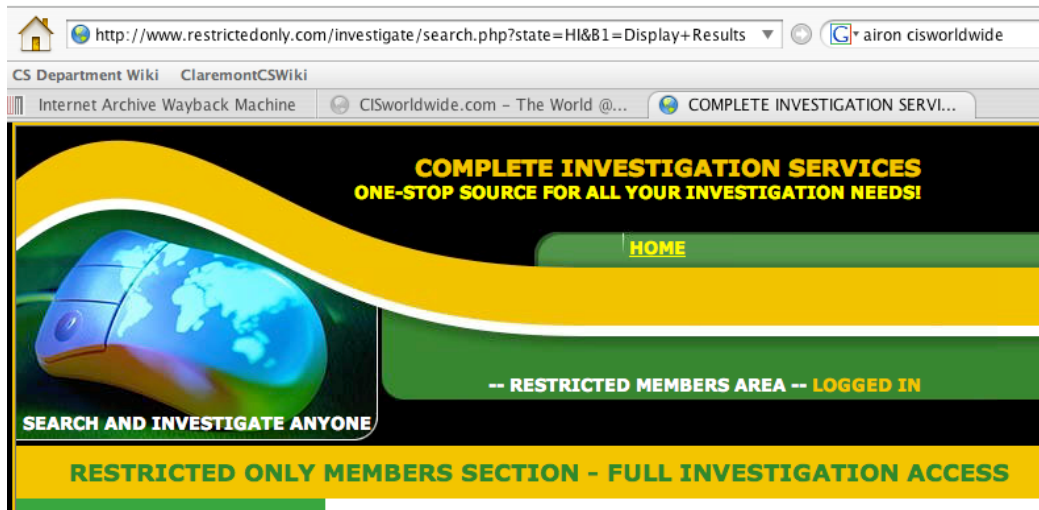 http://www.restrictedonly.com/investigate/search.php?state=HI&B1=Display+Results
G airon cisworldwide
CS Department Wiki ClaremontCSWiki
Internet Archive Wayback Machine
CISworldwide.com – The World @...
COMPLETE INVESTIGATION SERVI...
COMPLETE INVESTIGATION SERVICES
ONE-STOP SOURCE FOR ALL YOUR INVESTIGATION NEEDS!
HOME
-- RESTRICTED MEMBERS AREA -- LOGGED IN
SEARCH AND INVESTIGATE ANYONE
RESTRICTED ONLY MEMBERS SECTION - FULL INVESTIGATION ACCESS